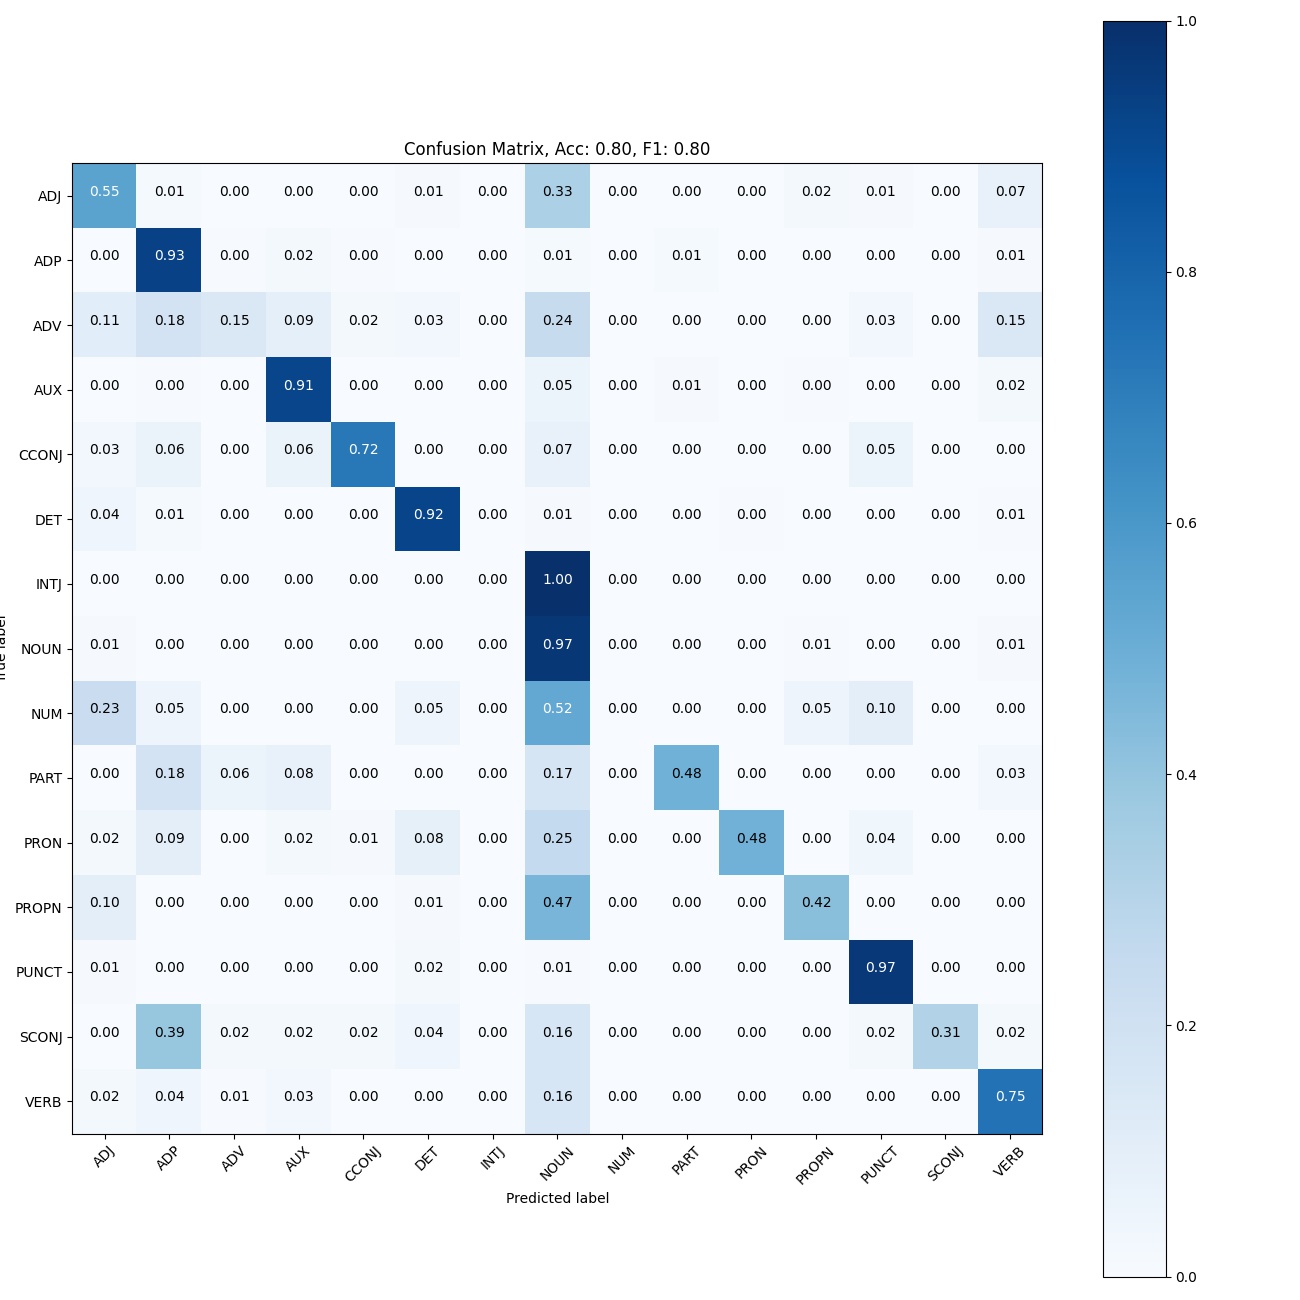 Confusion Matrix, Acc: 0.80, F1: 0.80
ADJ 0.55 0.01 0.00 0.00 0.00 0.01 0.00 0.33 0.00 0.00 0.00 0.02 0.01 0.00 0.07
ADP 0.00 0.93 0.00 0.02 0.00 0.00 0.00 0.01 0.00 0.01 0.00 0.00 0.00 0.00 0.01
ADV 0.11 0.18 0.15 0.09 0.02 0.03 0.00 0.24 0.00 0.00 0.00 0.00 0.03 0.00 0.15
AUX 0.00 0.00 0.00 0.91 0.00 0.00 0.00 0.05 0.00 0.01 0.00 0.00 0.00 0.00 0.02
CCONJ 0.03 0.06 0.00 0.06 0.72 0.00 0.00 0.07 0.00 0.00 0.00 0.00 0.05 0.00 0.00
DET 0.04 0.01 0.00 0.00 0.00 0.92 0.00 0.01 0.00 0.00 0.00 0.00 0.00 0.00 0.01
INTJ 0.00 0.00 0.00 0.00 0.00 0.00 0.00 1.00 0.00 0.00 0.00 0.00 0.00 0.00 0.00
NOUN 0.01 0.00 0.00 0.00 0.00 0.00 0.00 0.97 0.00 0.00 0.00 0.01 0.00 0.00 0.01
NUM 0.23 0.05 0.00 0.00 0.00 0.05 0.00 0.52 0.00 0.00 0.00 0.05 0.10 0.00 0.00
PART 0.00 0.18 0.06 0.08 0.00 0.00 0.00 0.17 0.00 0.48 0.00 0.00 0.00 0.00 0.03
PRON 0.02 0.09 0.00 0.02 0.01 0.08 0.00 0.25 0.00 0.00 0.48 0.00 0.04 0.00 0.00
PROPN 0.10 0.00 0.00 0.00 0.00 0.01 0.00 0.47 0.00 0.00 0.00 0.42 0.00 0.00 0.00
PUNCT 0.01 0.00 0.00 0.00 0.00 0.02 0.00 0.01 0.00 0.00 0.00 0.00 0.97 0.00 0.00
SCONJ 0.00 0.39 0.02 0.02 0.02 0.04 0.00 0.16 0.00 0.00 0.00 0.00 0.02 0.31 0.02
VERB 0.02 0.04 0.01 0.03 0.00 0.00 0.00 0.16 0.00 0.00 0.00 0.00 0.00 0.00 0.75
ADJ ADP ADV AUX CCONJ DET INTJ NOUN NUM PART PRON PROPN PUNCT SCONJ VERB
Predicted label
1.0
0.8
0.6
0.4
0.2
0.0